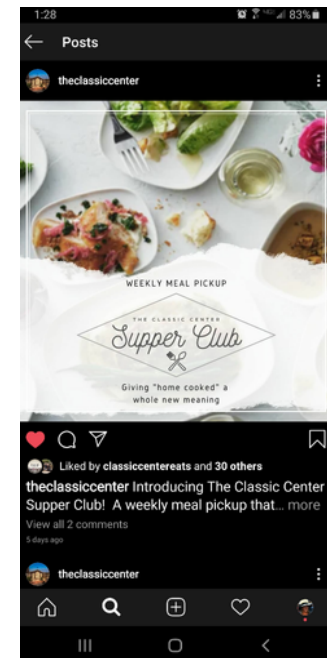 1:28
83%
Posts
theclassiccenter
WEEKLY MEAL PICKUP
THE CLASSIC CENTER
Supper Club
Giving "home cooked" a
whole new meaning
Liked by classiccentereats and 30 others
theclassiccenter Introducing The Classic Center
Supper Club! A weekly meal pickup that... more
View all 2 comments
5 days ago
theclassiccenter